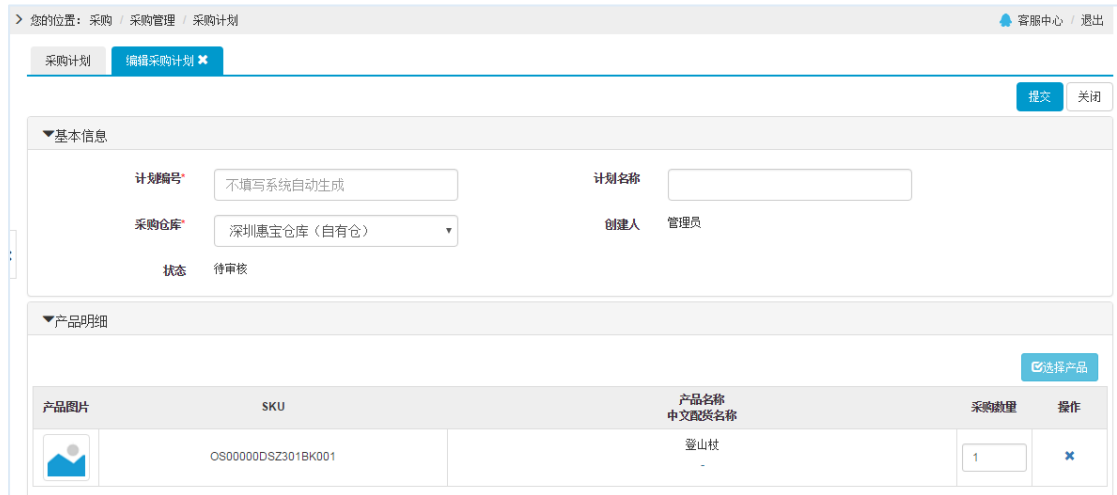 您的位置: 采购 / 采购管理 / 采购计划 客服中心 / 退出
采购计划 编辑采购计划
提交 关闭
基本信息
计划编号* 不填写系统自动生成 计划名称
采购仓库* 深圳惠宝仓库（自有仓） 创建人 管理员
状态 待审核
产品明细
选择产品
产品图片 SKU 产品名称 采购数量 操作
中文配货名称
OS00000DSZ301BK001 登山杖 1
-